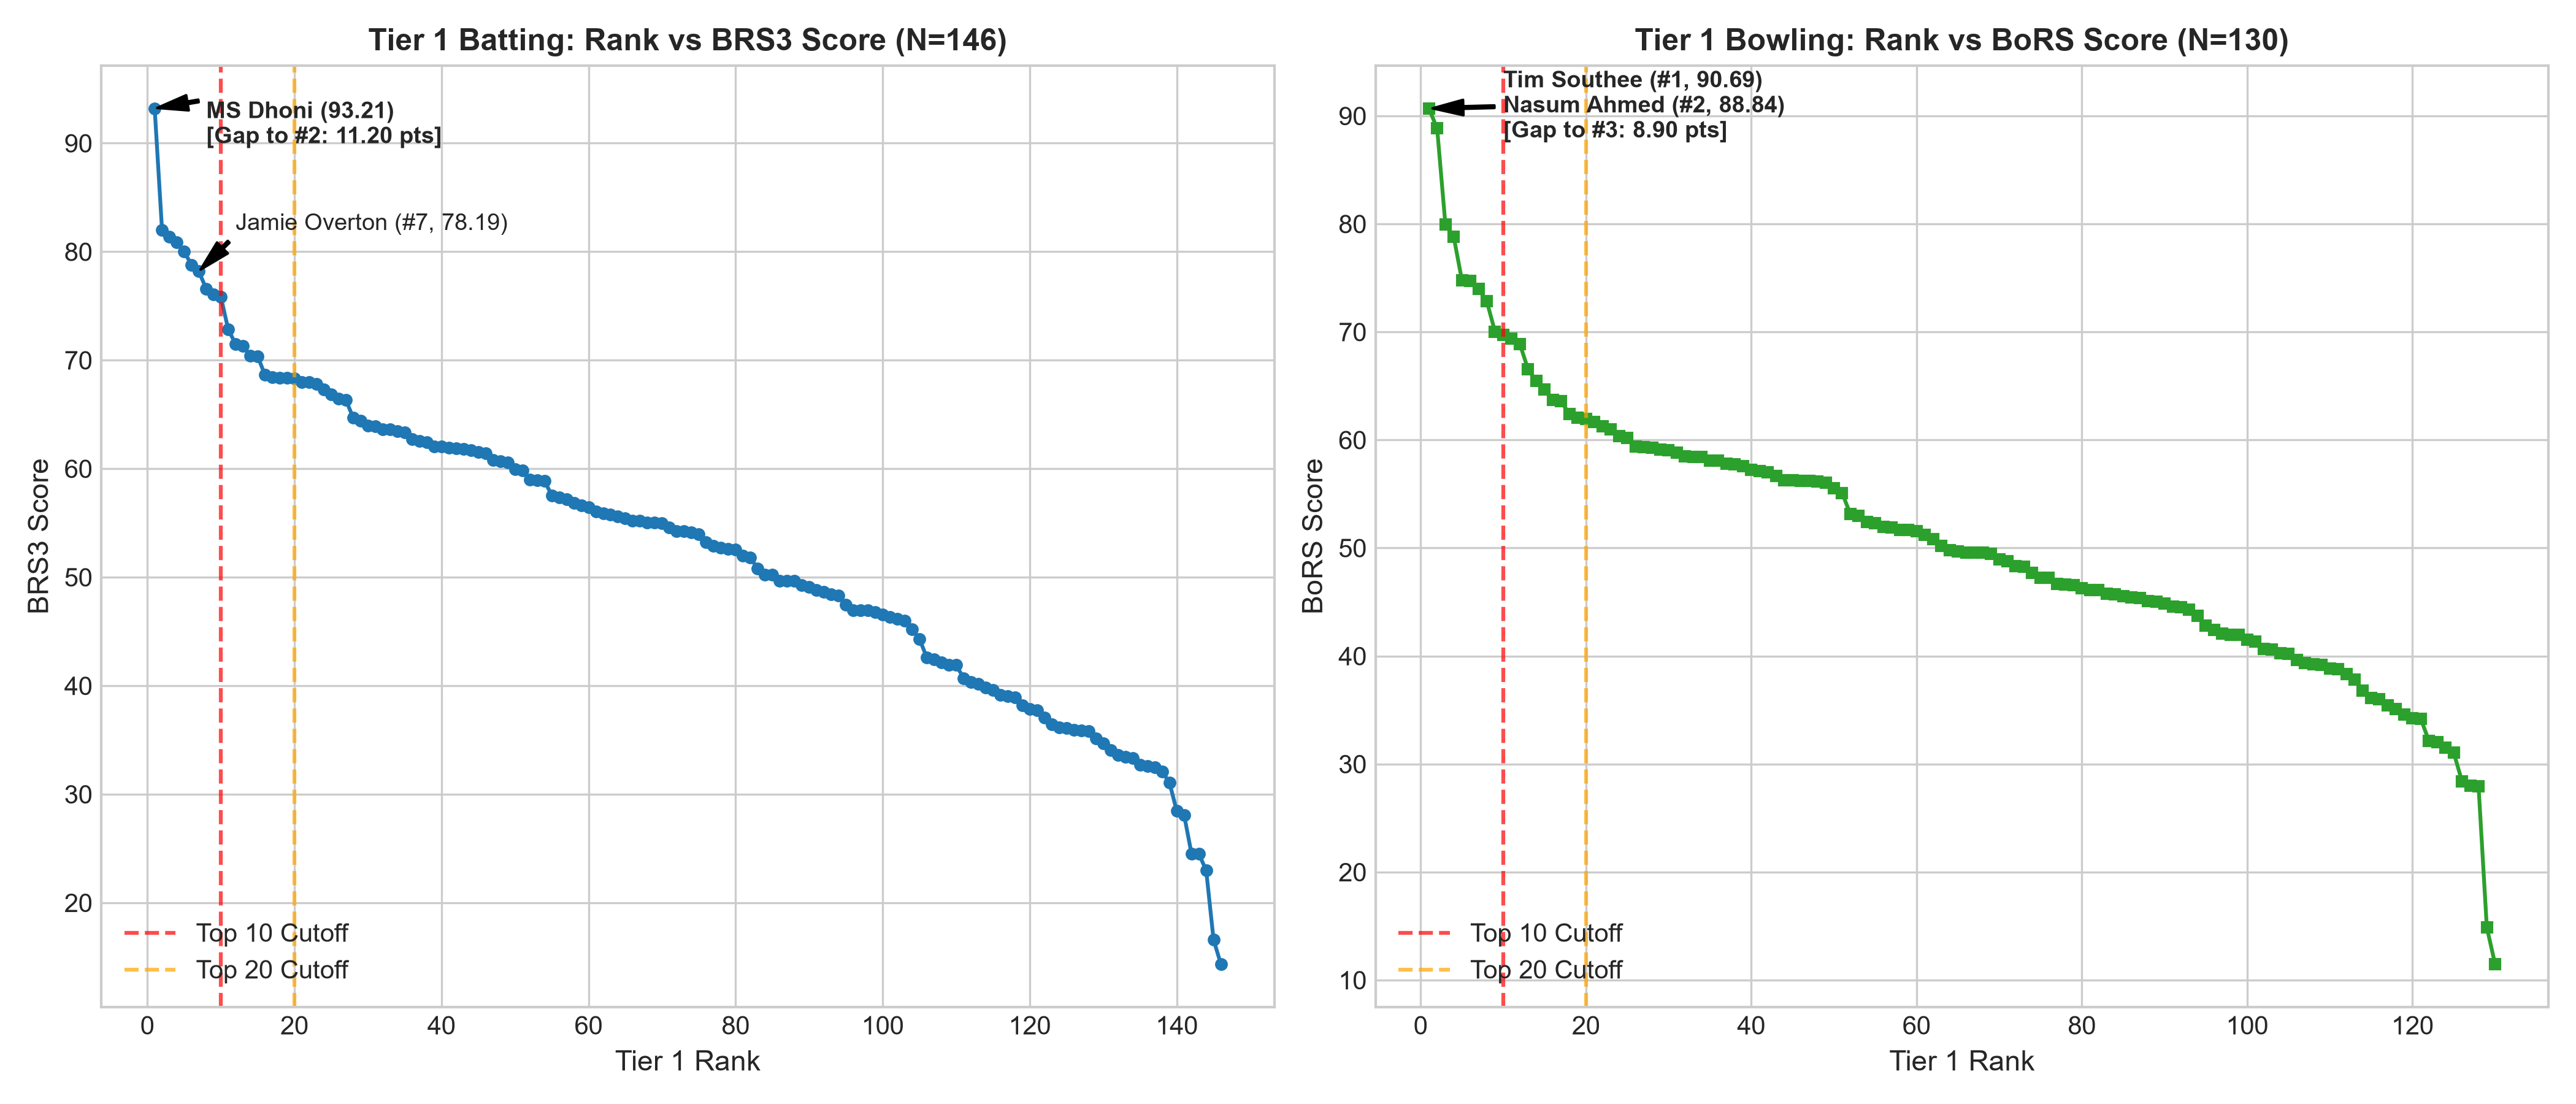 Tier 1 Batting: Rank vs BRS3 Score (N=146)
MS Dhoni (93.21)
[Gap to #2: 11.20 pts]
Jamie Overton (#7, 78.19)
BRS3 Score
90
80
70
60
50
40
30
20
Top 10 Cutoff
Top 20 Cutoff
0 20 40 60 80 100 120 140
Tier 1 Rank
Tier 1 Bowling: Rank vs BoRS Score (N=130)
Tim Southee (#1, 90.69)
Nasum Ahmed (#2, 88.84)
[Gap to #3: 8.90 pts]
BoRS Score
90
80
70
60
50
40
30
20
10
Top 10 Cutoff
Top 20 Cutoff
0 20 40 60 80 100 120
Tier 1 Rank